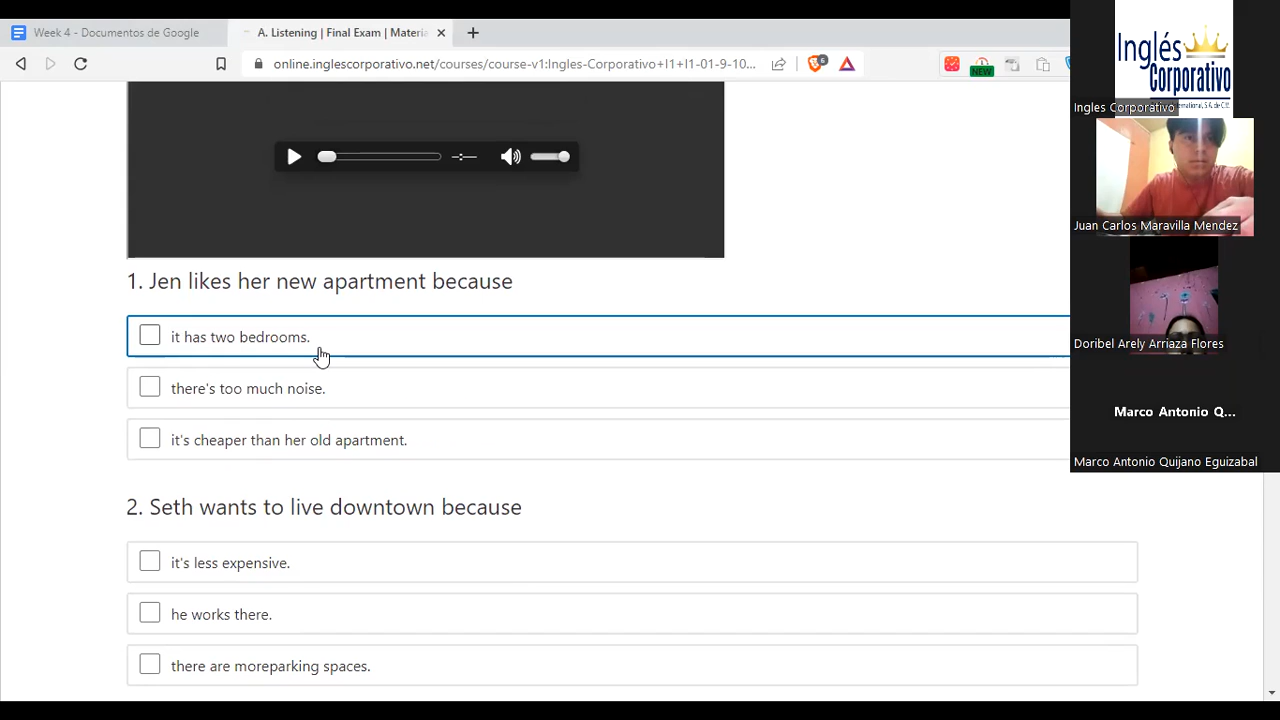 Week 4 - Documentos de Google
A. Listening | Final Exam | Materia
online.inglescorporativo.net/courses/course-v1:Ingles-Corporativo+I1+I1-01-9-10...
6
NEW
Inglés
Corporativo
Ingles Corporativo
Juan Carlos Maravilla Mendez
Doribel Arely Arriaza Flores
Marco Antonio Q...
Marco Antonio Quijano Eguizabal
1. Jen likes her new apartment because
it has two bedrooms.
there's too much noise.
it's cheaper than her old apartment.
2. Seth wants to live downtown because
it's less expensive.
he works there.
there are moreparking spaces.